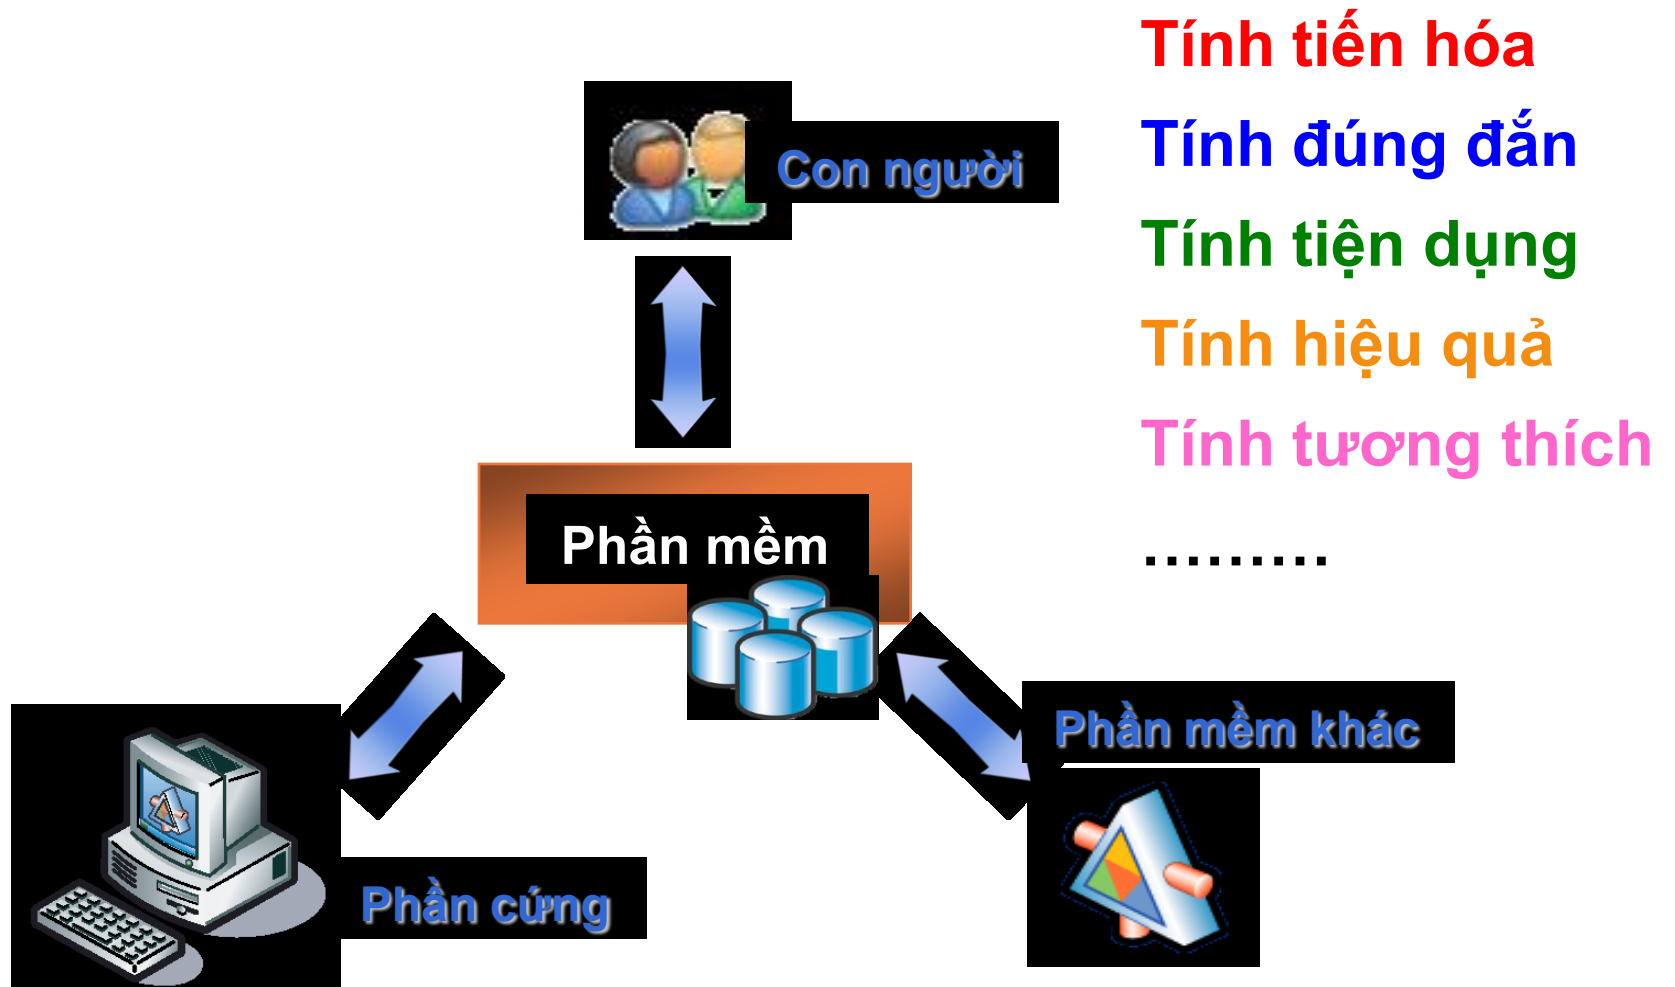 Tính tiến hóa
Tính đúng đắn
Tính tiện dụng
Tính hiệu quả
Tính tương thích
.........
Con người
Phần mềm
Phần mềm khác
Phần cứng